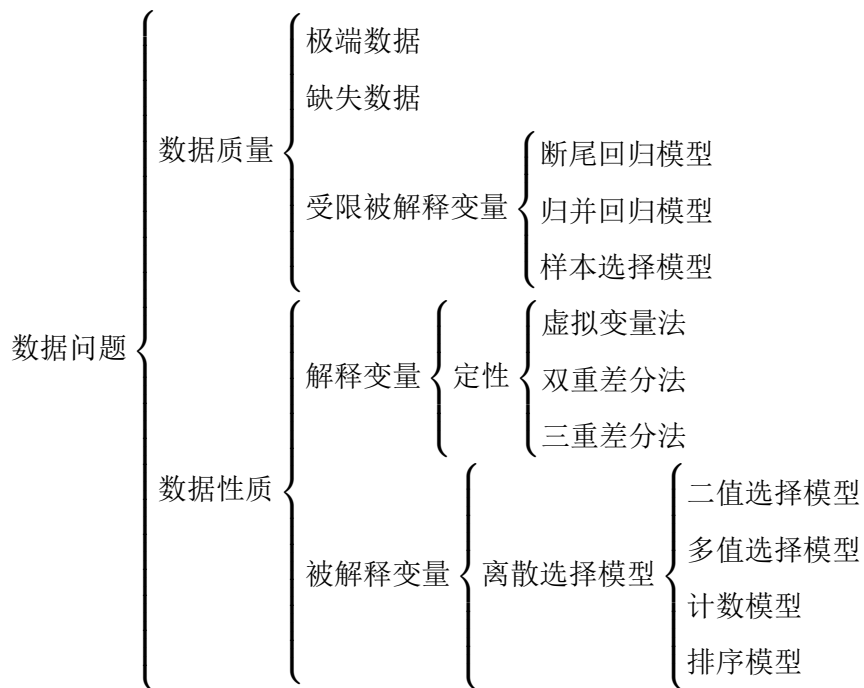 数据问题
数据质量
极端数据
缺失数据
受限被解释变量
断尾回归模型
归并回归模型
样本选择模型
数据性质
解释变量
定性
虚拟变量法
双重差分法
三重差分法
被解释变量
离散选择模型
二值选择模型
多值选择模型
计数模型
排序模型